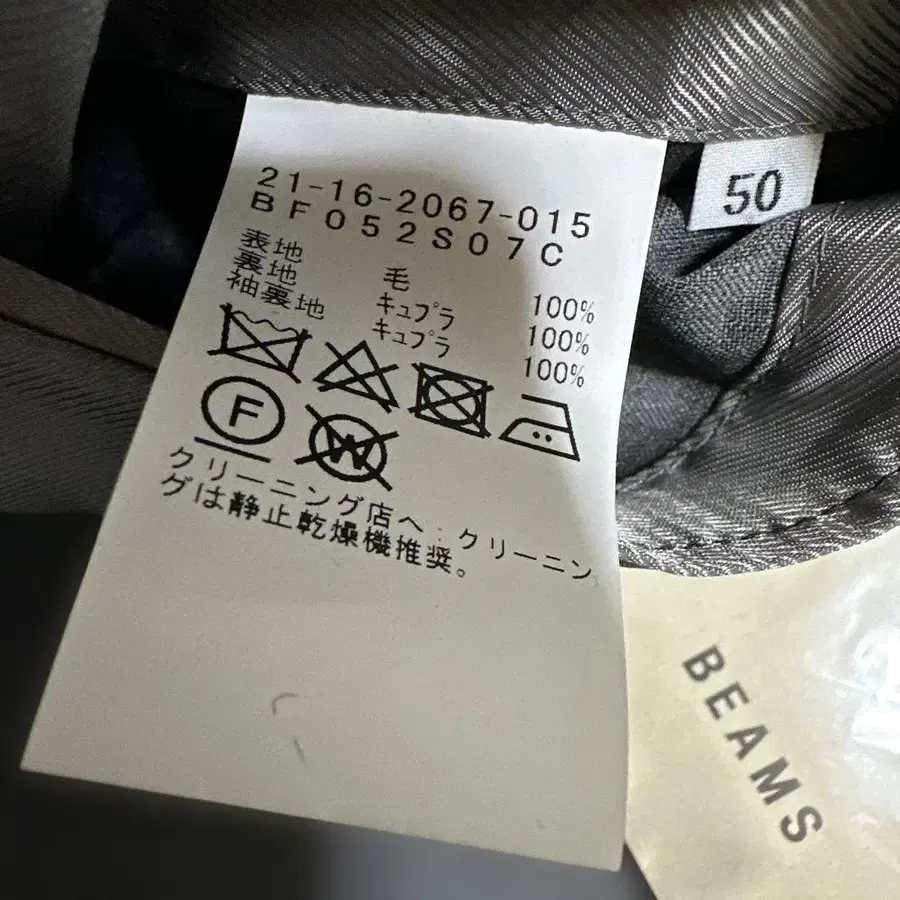 21-16-2067-015
BF052S07C
表地 毛 100%
裏地 キュプラ 100%
袖裏地 キュプラ 100%
F
W
クリーニング店へ:クリーニン
グは静止乾燥機推奨。
50
BEAMS